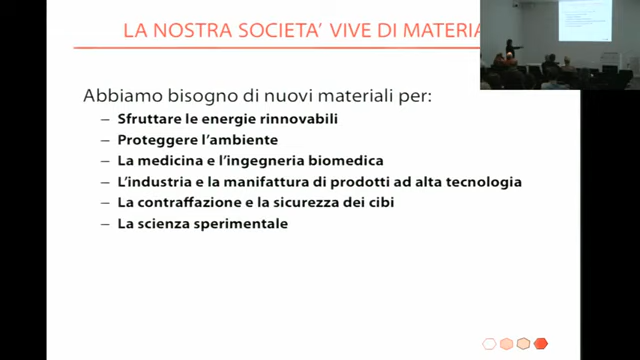 LA NOSTRA SOCIETA' VIVE DI
Abbiamo bisogno di nuovi materiali per:
– Sfruttare le energie rinnovabili
– Proteggere l'ambiente
– La medicina e l'ingegneria biomedica
– L'industria e la manifattura di prodotti ad alta tecnologia
– La contraffazione e la sicurezza dei cibi
– La scienza sperimentale